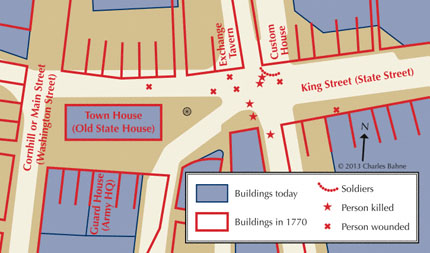 Exchange
Tavern
Custom
House
King Street (State Street)
Cornhill or Main Street
(Washington Street)
Town House
(Old State House)
Guard House
(Army HQ)
N
© 2013 Charles Bahne
Buildings today
Buildings in 1770
Soldiers
Person killed
Person wounded